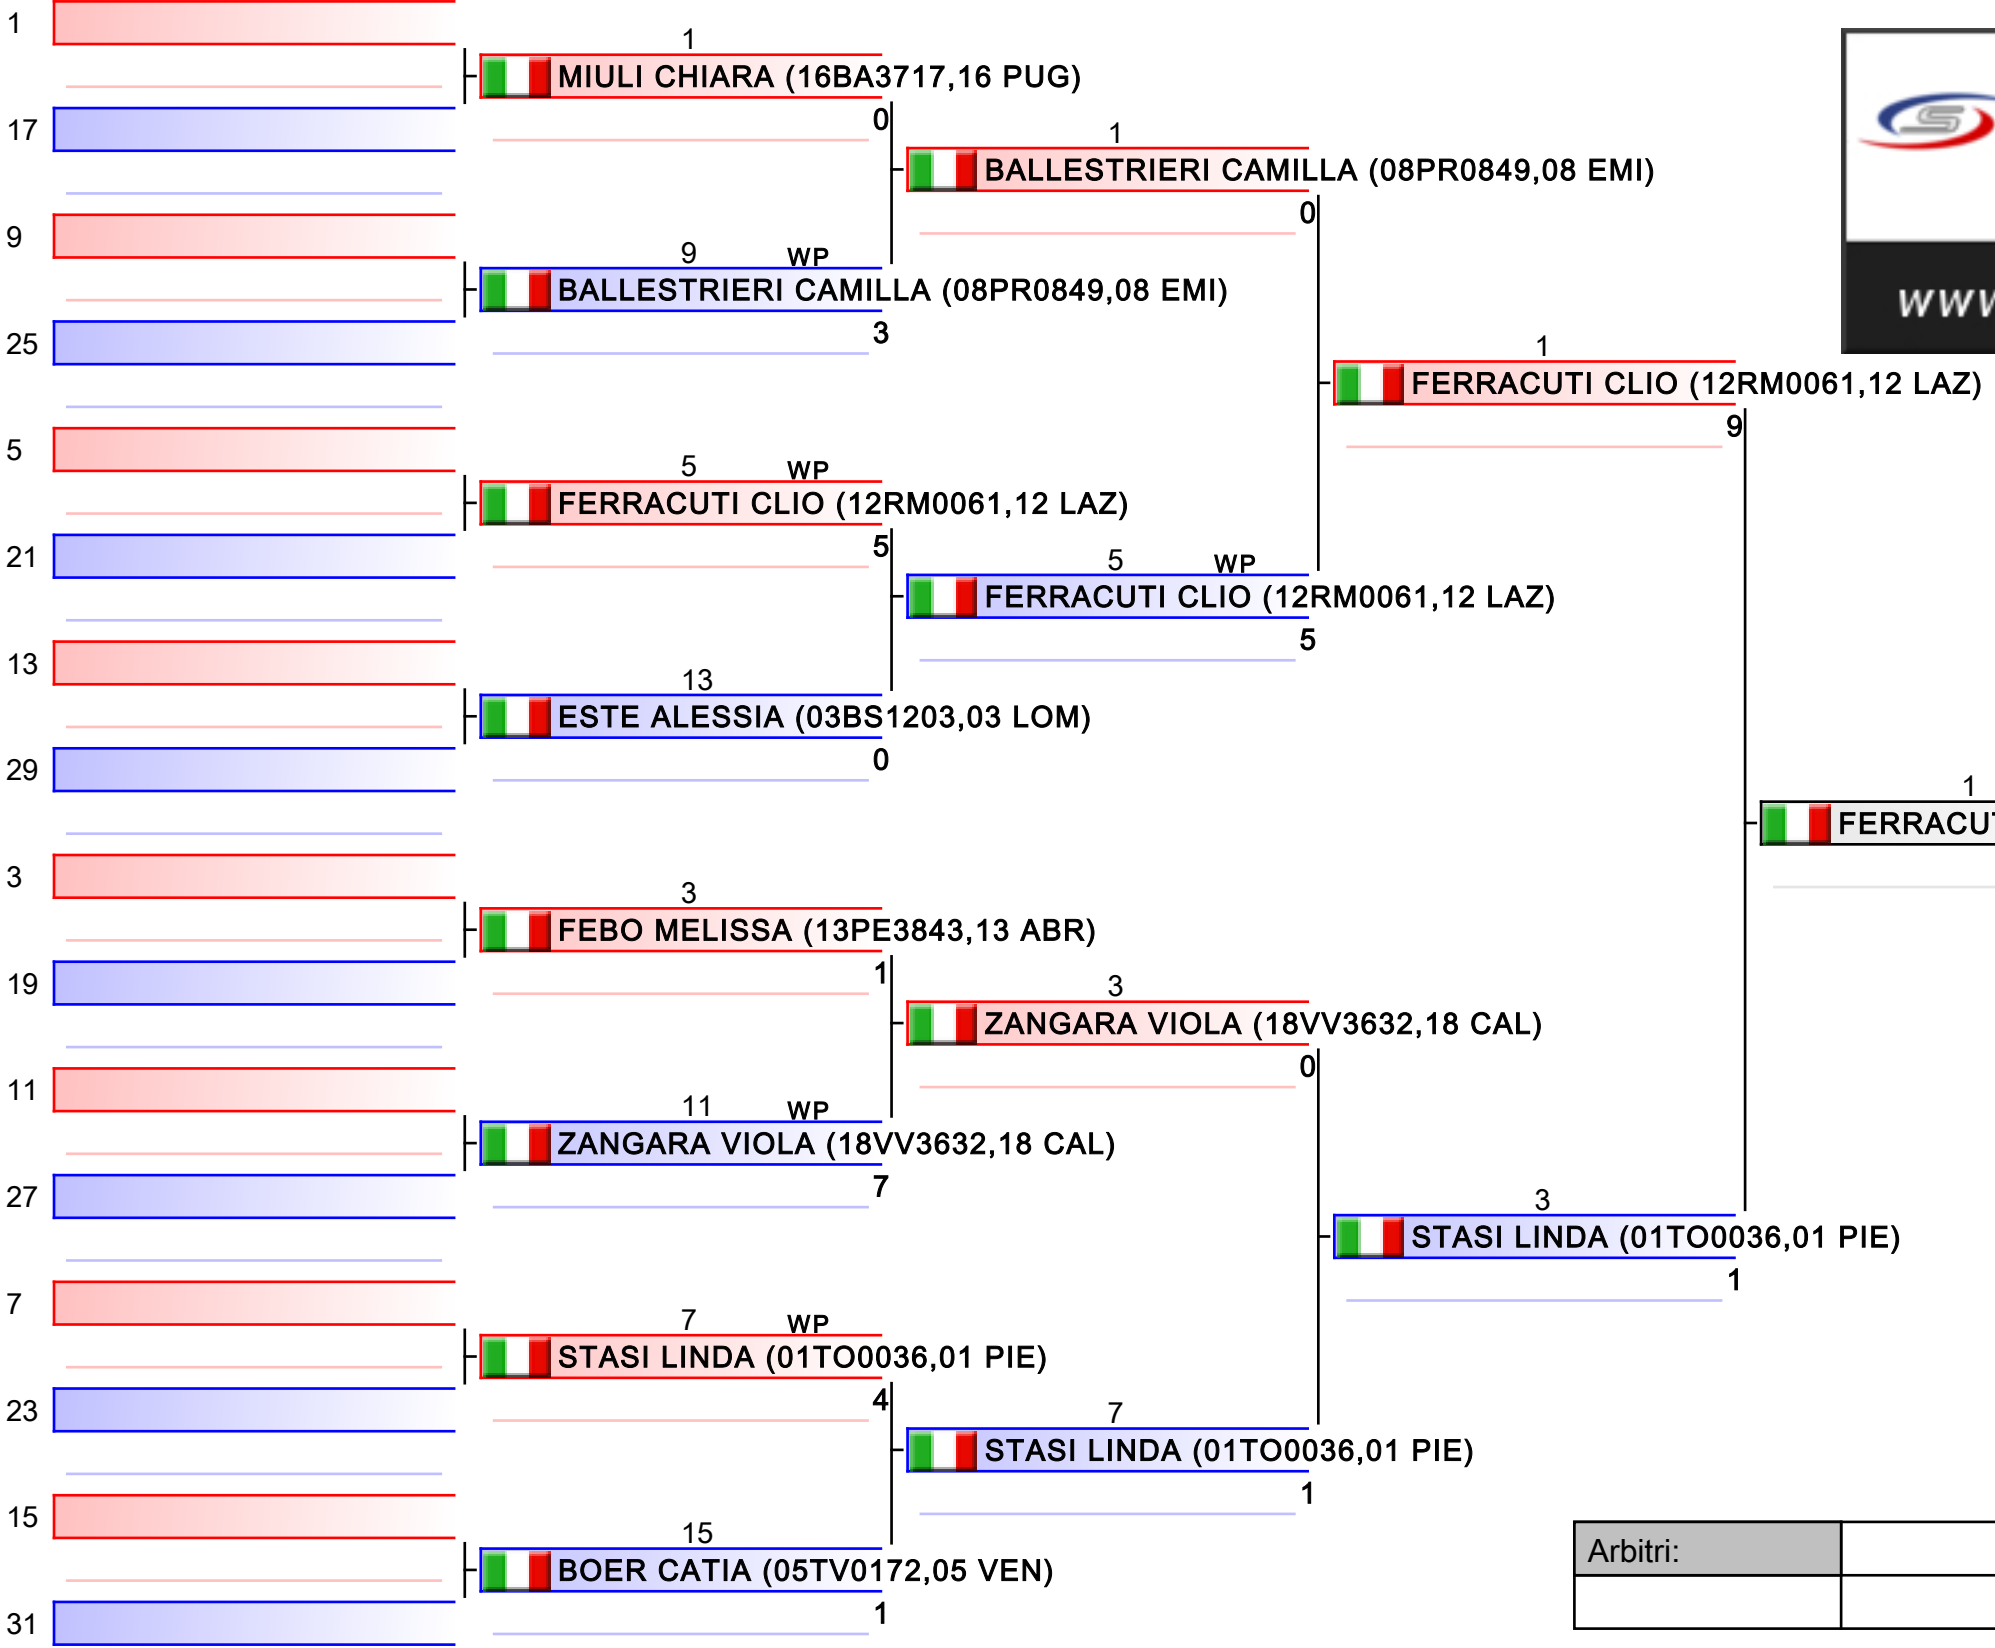 1
1
MIULI CHIARA (16BA3717,16 PUG)
0
17
1
BALLESTRIERI CAMILLA (08PR0849,08 EMI)
0
9
9 WP
BALLESTRIERI CAMILLA (08PR0849,08 EMI)
3
25
www
1
FERRACUTI CLIO (12RM0061,12 LAZ)
9
5
5 WP
FERRACUTI CLIO (12RM0061,12 LAZ)
5
21
5 WP
FERRACUTI CLIO (12RM0061,12 LAZ)
5
13
13
ESTE ALESSIA (03BS1203,03 LOM)
0
29
1
FERRACUT
3
3
FEBO MELISSA (13PE3843,13 ABR)
1
19
3
ZANGARA VIOLA (18VV3632,18 CAL)
0
11
11 WP
ZANGARA VIOLA (18VV3632,18 CAL)
7
27
3
STASI LINDA (01TO0036,01 PIE)
1
7
7 WP
STASI LINDA (01TO0036,01 PIE)
4
23
7
STASI LINDA (01TO0036,01 PIE)
1
15
15
BOER CATIA (05TV0172,05 VEN)
1
31
Arbitri: